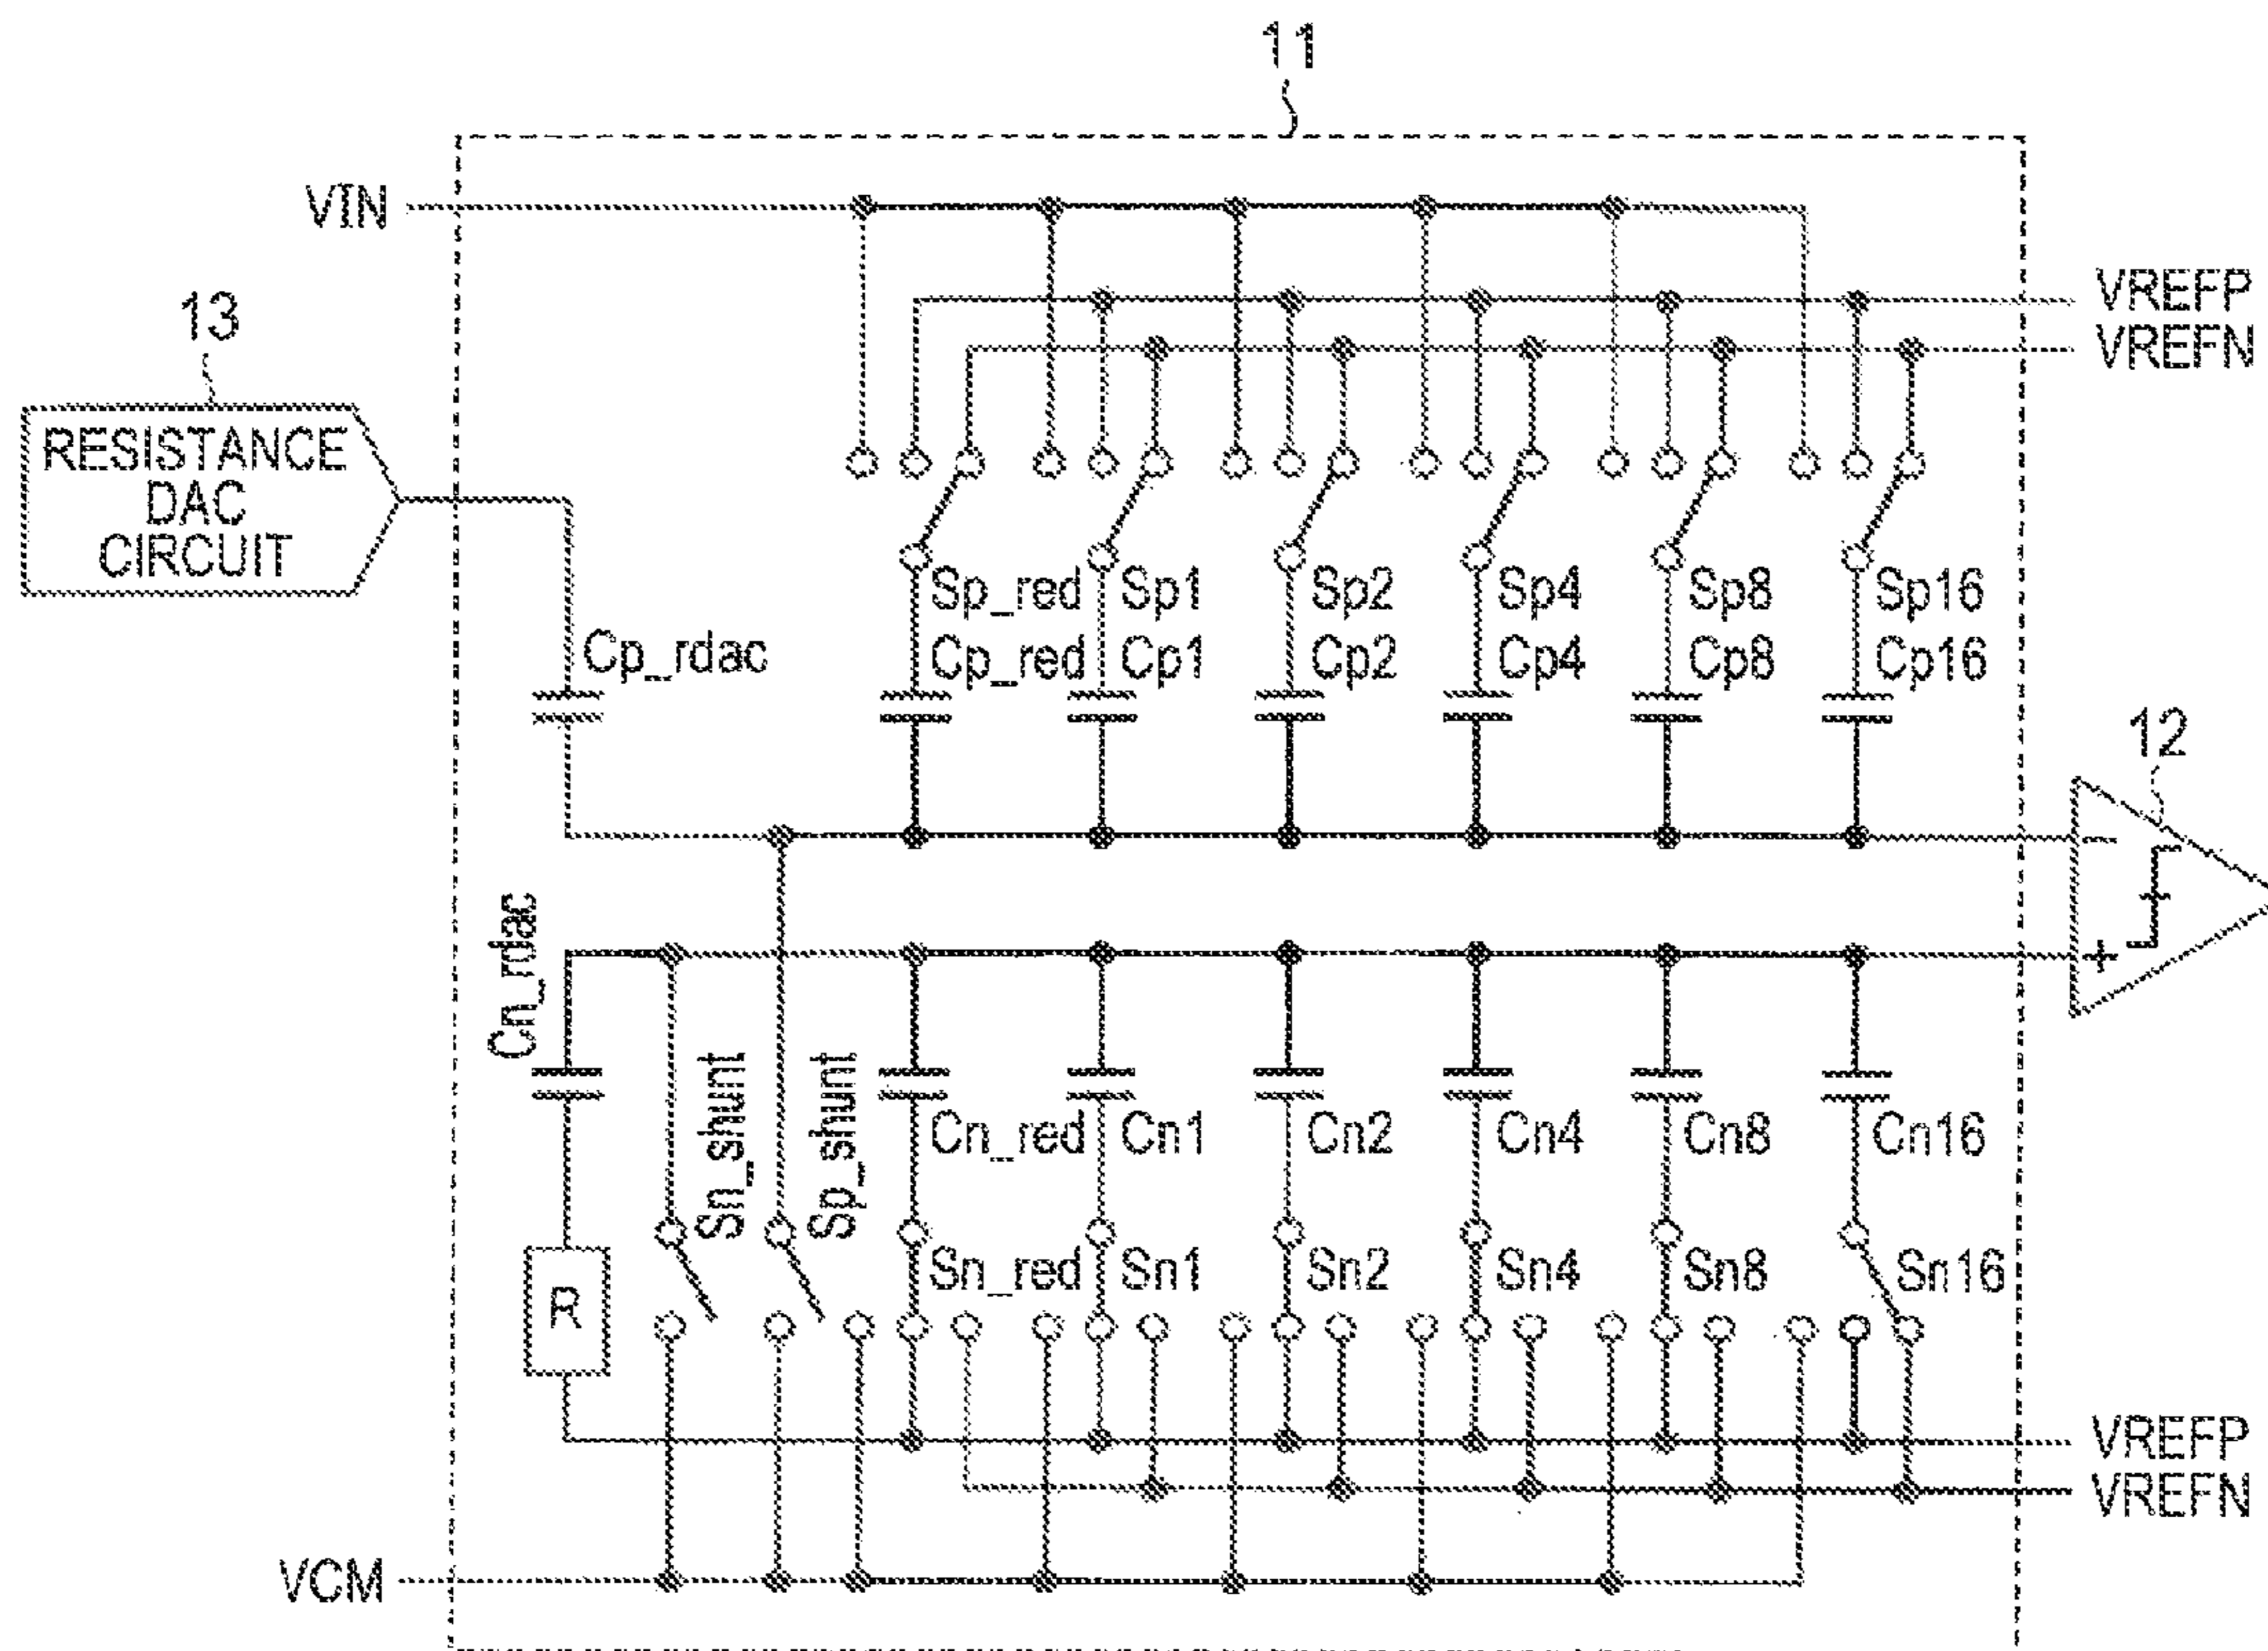 11
VIN
13
VREFP
VREFN
RESISTANCE
DAC
CIRCUIT
Sp_red
Sp1
Sp2
Sp4
Sp8
Sp16
Cp_rdac
Cp_red
Cp1
Cp2
Cp4
Cp8
Cp16
12
−
Cn_rdac
+
Sn_shunt
Sp_shunt
Cn_red
Cn1
Cn2
Cn4
Cn8
Cn16
R
Sn_red
Sn1
Sn2
Sn4
Sn8
Sn16
VREFP
VREFN
VCM